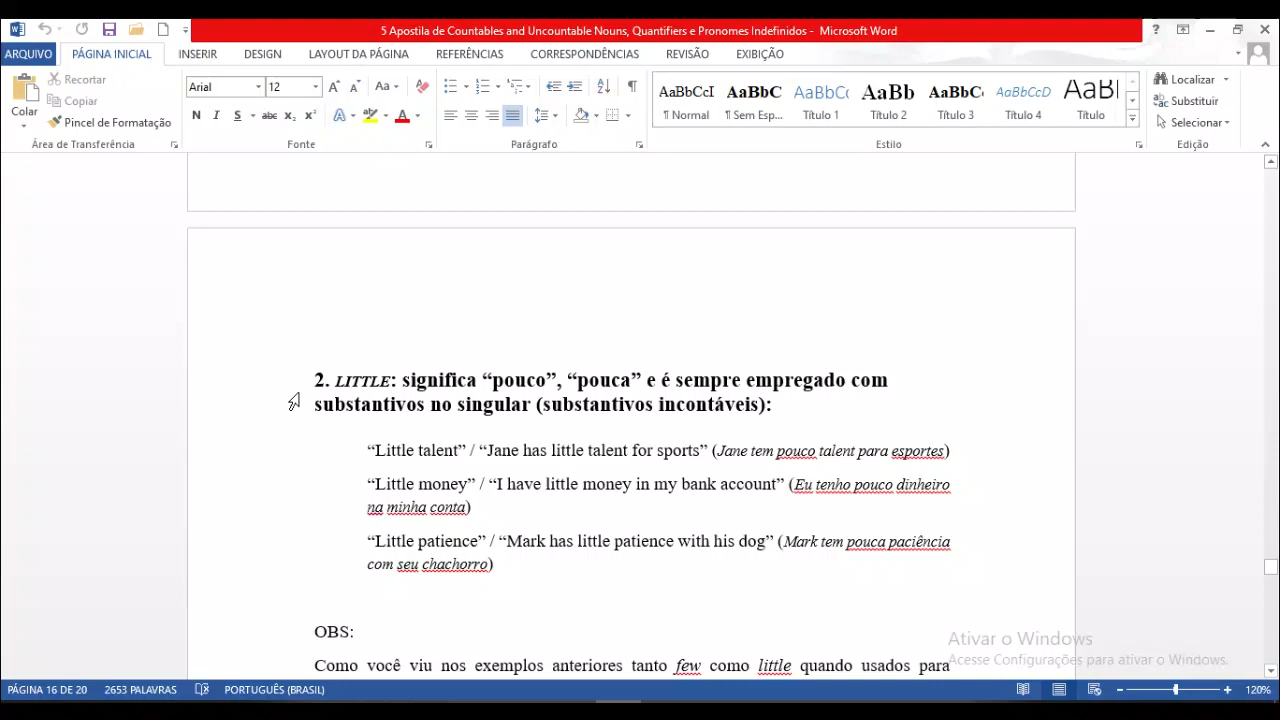 5 Apostila de Countables and Uncountable Nouns, Quantifiers e Pronomes Indefinidos - Microsoft Word
?
ARQUIVO PÁGINA INICIAL INSERIR DESIGN LAYOUT DA PÁGINA REFERÊNCIAS CORRESPONDÊNCIAS REVISÃO EXIBIÇÃO
Colar
Recortar
Copiar
Pincel de Formatação
Área de Transferência
Arial 12
Aa
N I S abc x₂ x² A A
Fonte
Parágrafo
AaBbCcI AaBbC AaBbCc AaBb AaBbC AaBbCcD AaBI
¶ Normal ¶ Sem Esp... Título 1 Título 2 Título 3 Título 4 Título
Estilo
Localizar
Substituir
Selecionar
Edição
2. LITTLE: significa “pouco”, “pouca” e é sempre empregado com
substantivos no singular (substantivos incontáveis):
“Little talent” / “Jane has little talent for sports” (Jane tem pouco talent para esportes)
“Little money” / “I have little money in my bank account” (Eu tenho pouco dinheiro
na minha conta)
“Little patience” / “Mark has little patience with his dog” (Mark tem pouca paciência
com seu chachorro)
OBS:
Como você viu nos exemplos anteriores tanto few como little quando usados para
Ativar o Windows
Acesse Configurações para ativar o Windows.
PÁGINA 16 DE 20 2653 PALAVRAS PORTUGUÊS (BRASIL) 120%